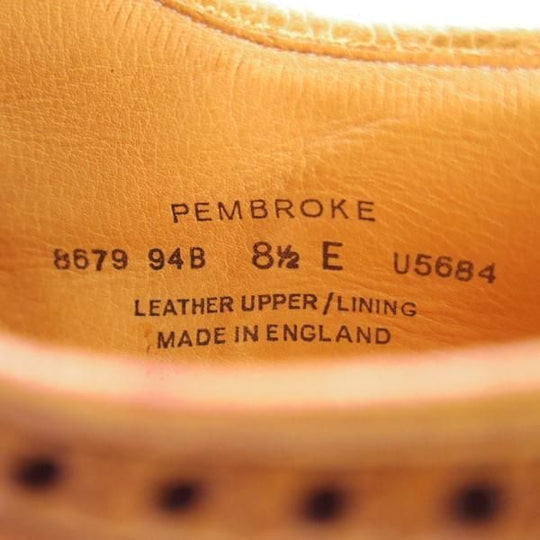 PEMBROKE
8679 94B 8½ E U5684
LEATHER UPPER/LINING
MADE IN ENGLAND